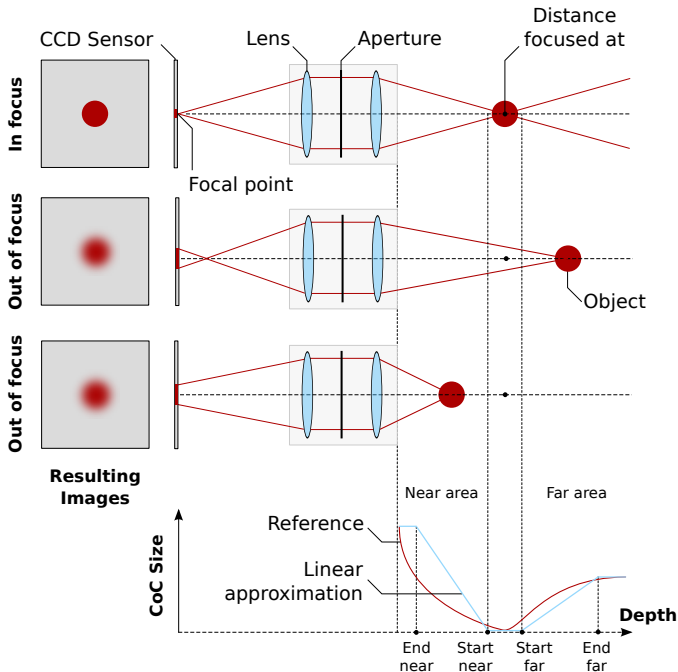 CCD Sensor
Lens
Aperture
Distance
focused at
In focus
Focal point
Out of focus
Object
Out of focus
Resulting
Images
Near area
Far area
CoC Size
Reference
Linear
approximation
Depth
End
near
Start
near
Start
far
End
far